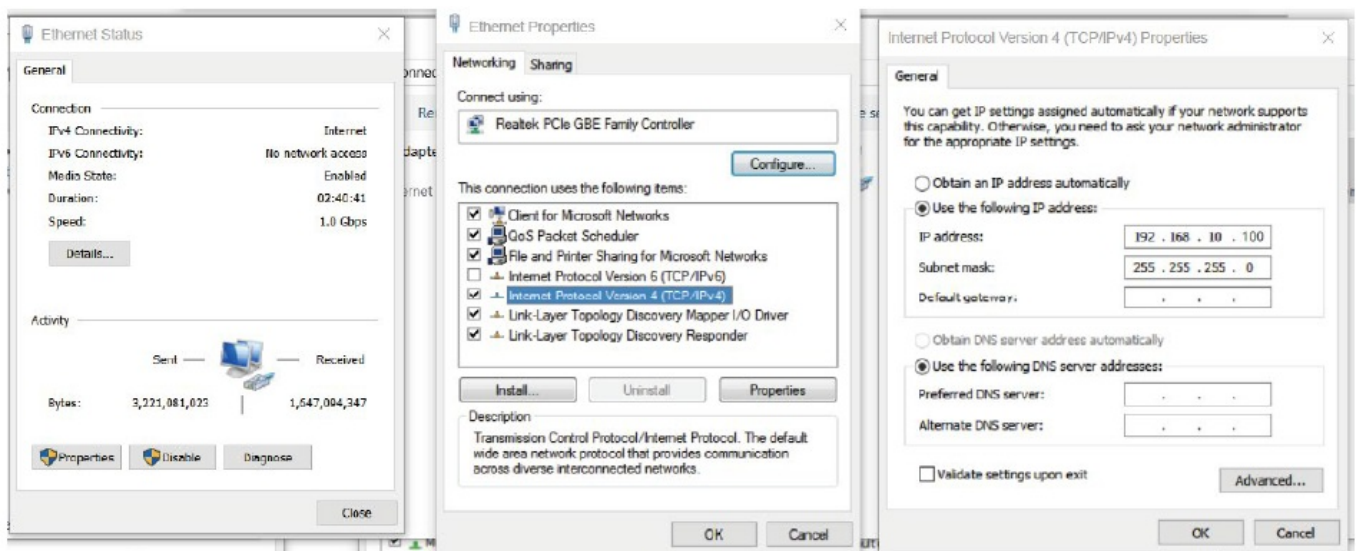 Ethernet Status
General
Connection
IPv4 Connectivity: Internet
IPV6 Connectivity: No network access
Media State: Enabled
Duration: 02:40:41
Speed: 1.0 Gbps
Details...
Activity
Sent — — Received
Bytes: 3,221,081,023 1,647,094,347
Properties Disable Diagnose
Close
Ethernet Properties
Networking Sharing
Connect using:
Realtek PCIe GBE Family Controller
Configure...
This connection uses the following items:
Client for Microsoft Networks
QoS Packet Scheduler
File and Printer Sharing for Microsoft Networks
Internet Protocol Version 6 (TCP/IPv6)
Internet Protocol Version 4 (TCP/IPv4)
Link-Layer Topology Discovery Mapper I/O Driver
Link-Layer Topology Discovery Responder
Install... Uninstall Properties
Description
Transmission Control Protocol/Internet Protocol. The default
wide area network protocol that provides communication
across diverse interconnected networks.
OK Cancel
Internet Protocol Version 4 (TCP/IPv4) Properties
General
You can get IP settings assigned automatically if your network supports
this capability. Otherwise, you need to ask your network administrator
for the appropriate IP settings.
Obtain an IP address automatically
Use the following IP address:
IP address: 192 . 168 . 10 . 100
Subnet mask: 255 . 255 . 255 . 0
Default gateway: . . .
Obtain DNS server address automatically
Use the following DNS server addresses:
Preferred DNS server: . . .
Alternate DNS server: . . .
Validate settings upon exit
Advanced...
OK Cancel